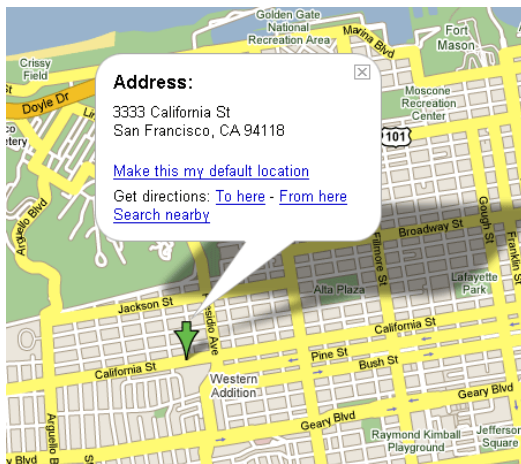 Golden Gate
National
Recreation Area
Marina Blvd
Fort
Mason
Crissy
Field
Doyle Dr
Address:
3333 California St
San Francisco, CA 94118
Make this my default location
Get directions: To here - From here
Search nearby
Moscone
Recreation
Center
101
Arguello Blvd
Broadway St
Gough St
Franklin St
Fillmore St
Alta Plaza
Lafayette
Park
Jackson St
sidio Ave
California St
California St
Pine St
Bush St
Western
Addition
Geary Blvd
Geary Blvd
Arguello B
y Blvd
Raymond Kimball
Playground
Jefferson
Square